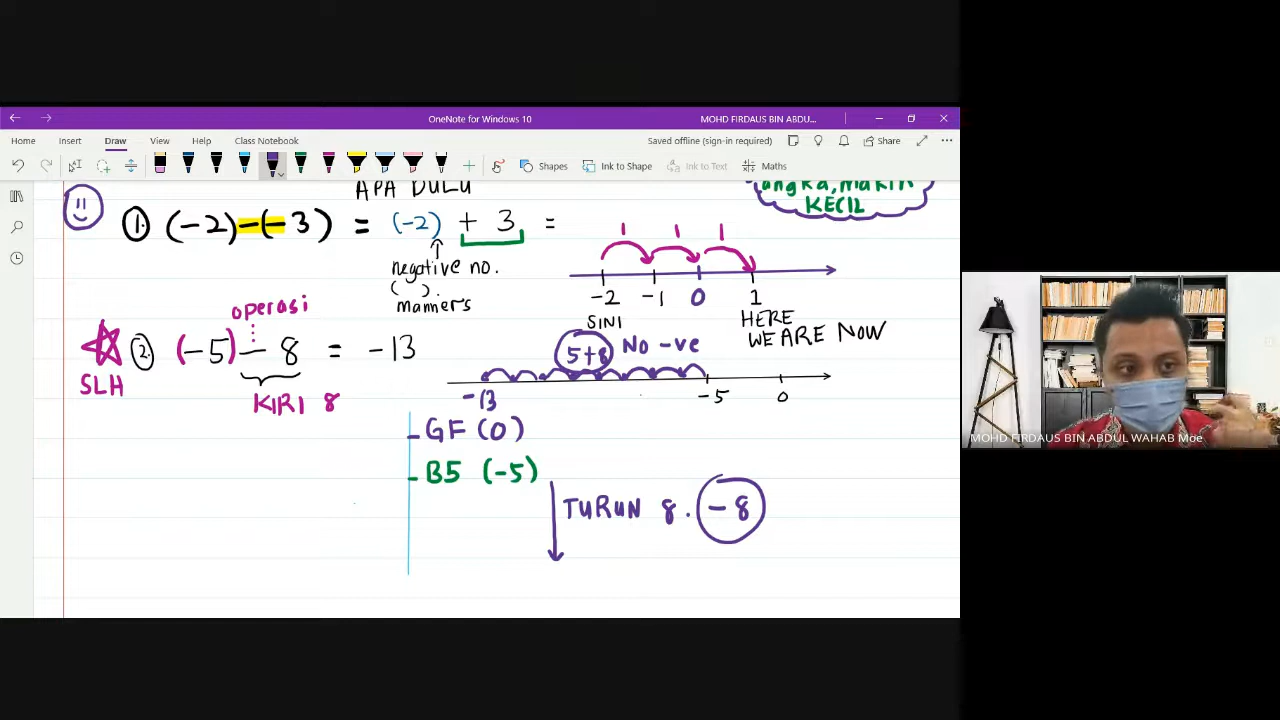 OneNote for Windows 10
MOHD FIRDAUS BIN ABDU...
Home Insert Draw View Help Class Notebook
Saved offline (sign-in required)
Share
Shapes
Ink to Shape
Ink to Text
Maths
APA DULU
angka, makin
KECIL
1. (-2)-(-3) = (-2) + 3 =
negative no.
( ).
manners
1 1 1
-2 -1 0 1
SINI
HERE
WE ARE NOW
operasi
2. (-5) - 8 = -13
SLH
KIRI 8
5+8 No -ve
-13 -5 0
- GF (0)
- B5 (-5)
TURUN 8. -8
MOHD FIRDAUS BIN ABDUL WAHAB Moe